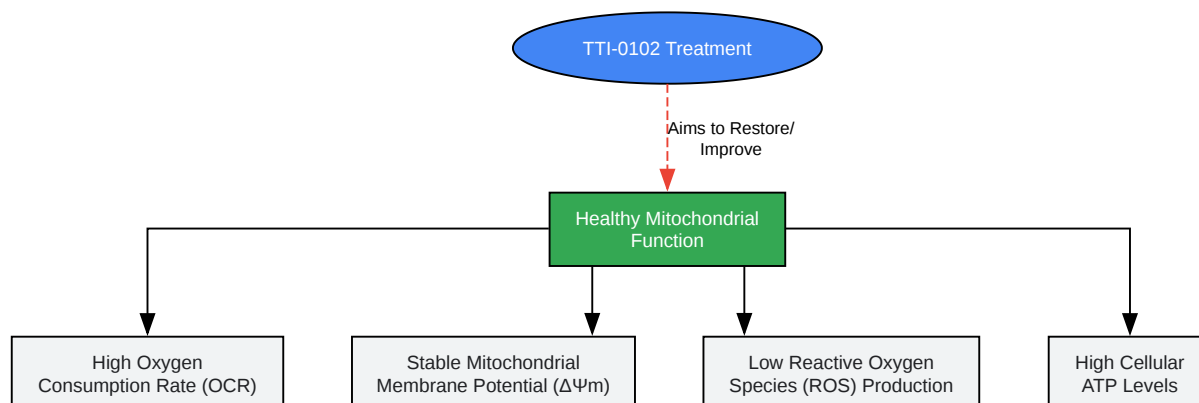 TTI-0102 Treatment
Aims to Restore/
Improve
Healthy Mitochondrial
Function
High Oxygen
Consumption Rate (OCR)
Stable Mitochondrial
Membrane Potential (ΔΨm)
Low Reactive Oxygen
Species (ROS) Production
High Cellular
ATP Levels